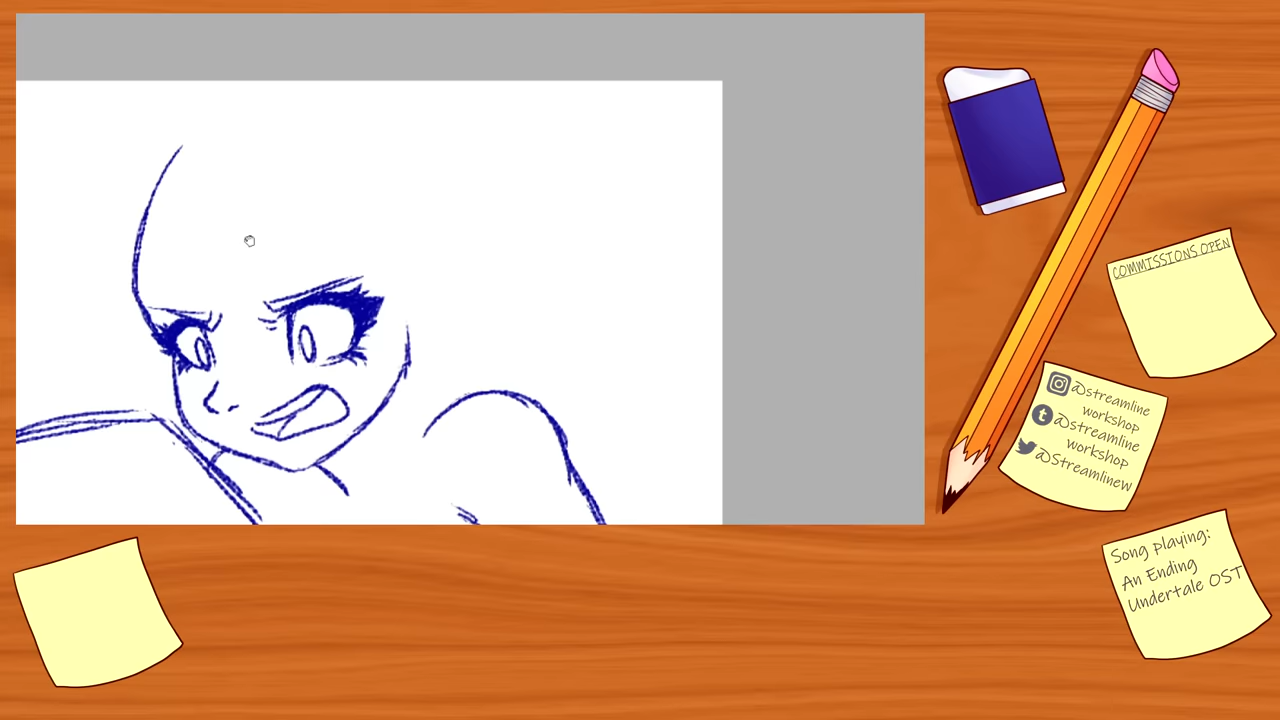 COMMISSIONS OPEN
@streamline
workshop
@streamline
workshop
@Streamlinew
Song playing:
An Ending
Undertale OST